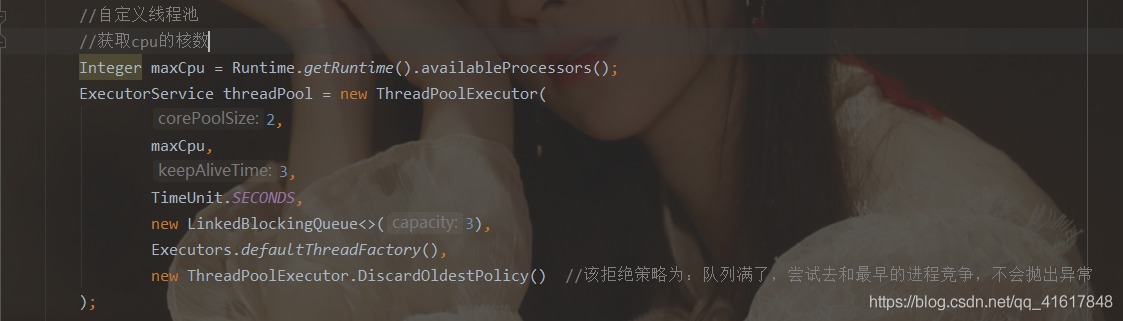 //自定义线程池
//获取cpu的核数
Integer maxCpu = Runtime.getRuntime().availableProcessors();
ExecutorService threadPool = new ThreadPoolExecutor(
corePoolSize: 2,
maxCpu,
keepAliveTime: 3,
TimeUnit.SECONDS,
new LinkedBlockingQueue<>( capacity: 3),
Executors.defaultThreadFactory(),
new ThreadPoolExecutor.DiscardOldestPolicy() //该拒绝策略为: 队列满了, 尝试去和最早的进程竞争, 不会抛出异常
);
https://blog.csdn.net/qq_41617848